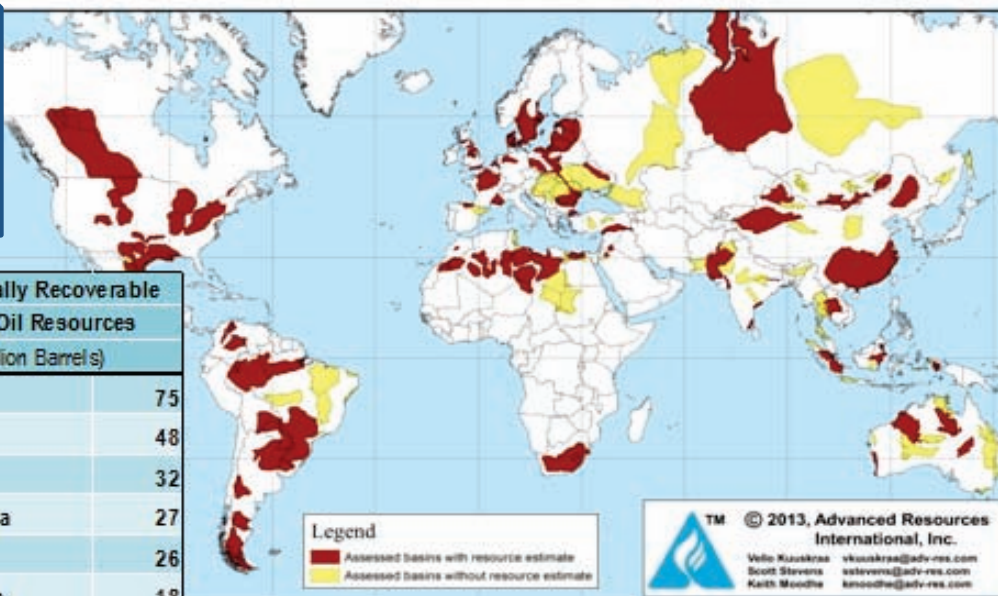 ally Recoverable
Oil Resources
ion Barrels)
75
48
32
a 27
26
18
Legend
Assessed basins with resource estimate
Assessed basins without resource estimate
TM
© 2013, Advanced Resources
International, Inc.
Vello Kuuskraa vkuuskraa@adv-res.com
Scott Stevens sstevens@adv-res.com
Keith Moodhe kmoodhe@adv-res.com